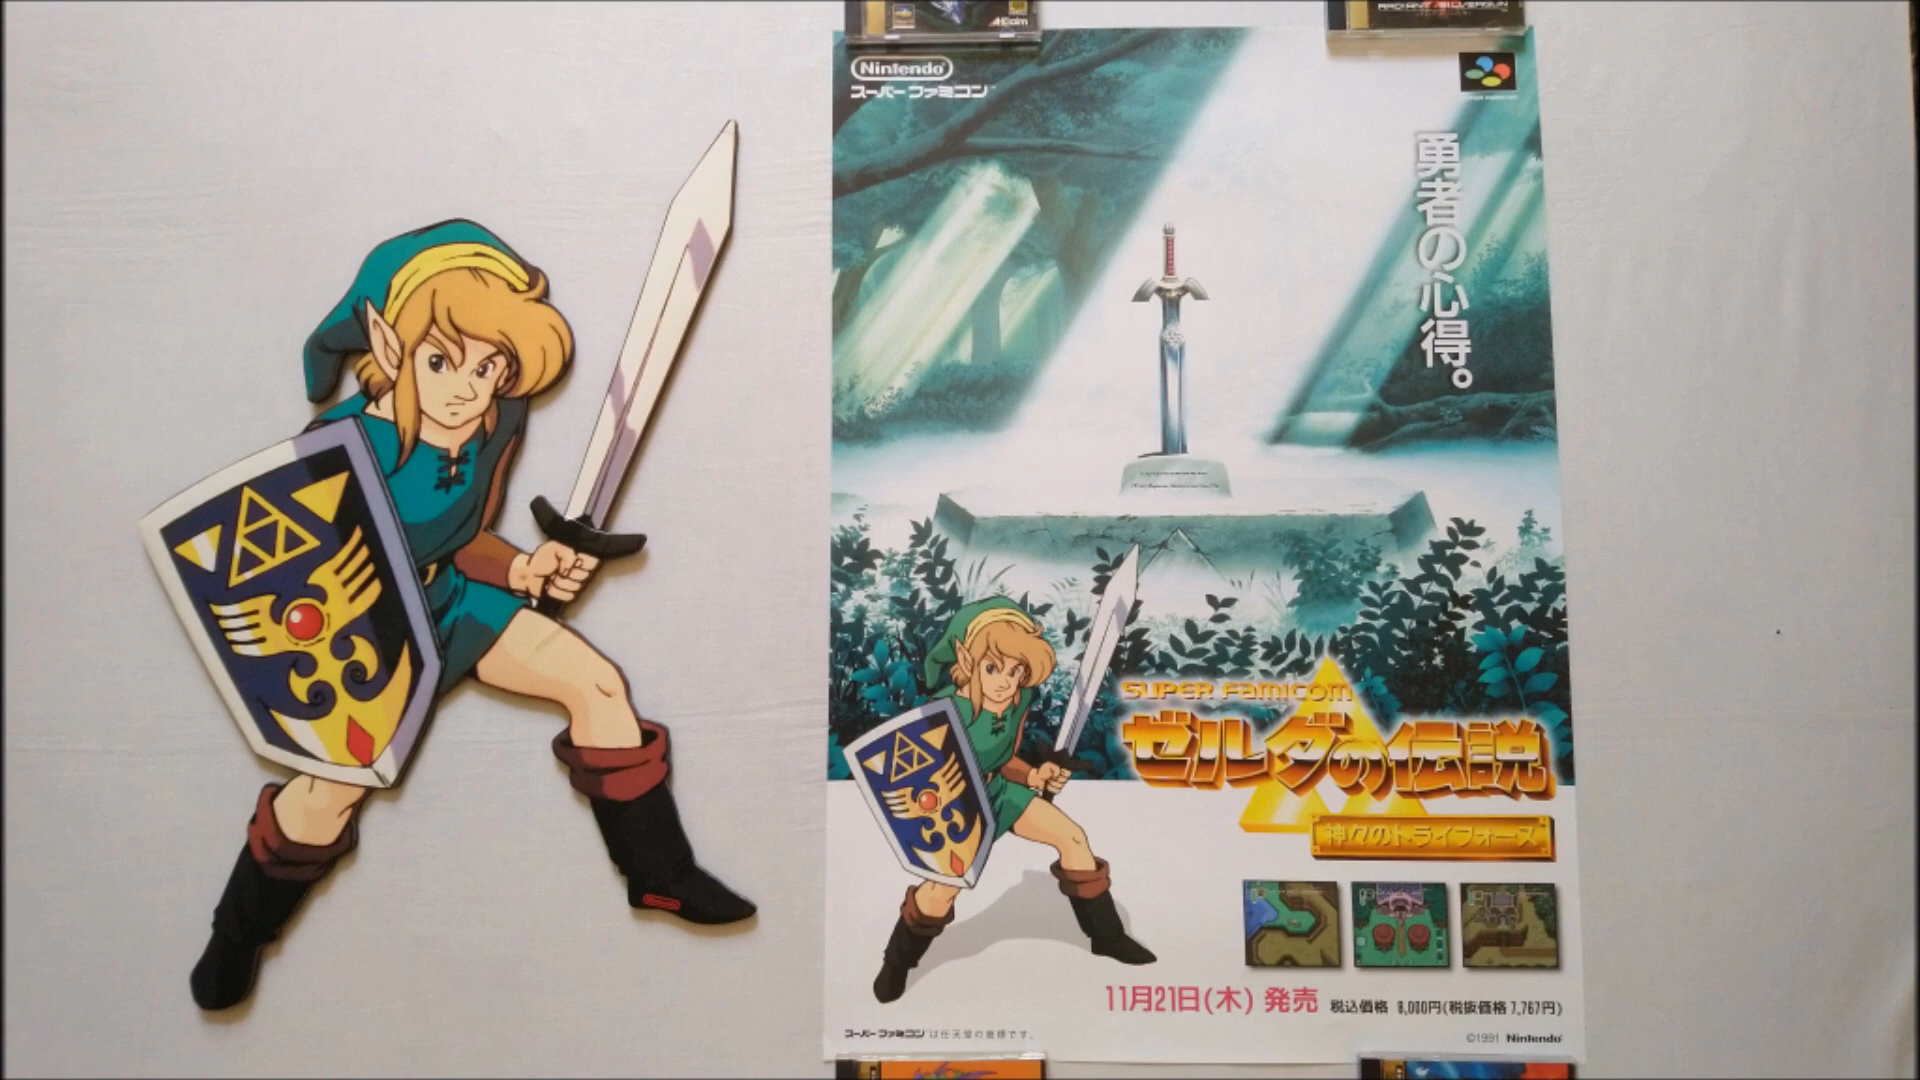 Acclaim
RADIANT SILVERGUN
Nintendo
スーパーファミコン
勇者の心得。
SUPER FAMICOM
ゼルダの伝説
神々のトライフォース
11月21日(木) 発売 税込価格 8,000円(税抜価格 7,767円)
スーパーファミコンは任天堂の商標です。
©1991 Nintendo
Nintendo